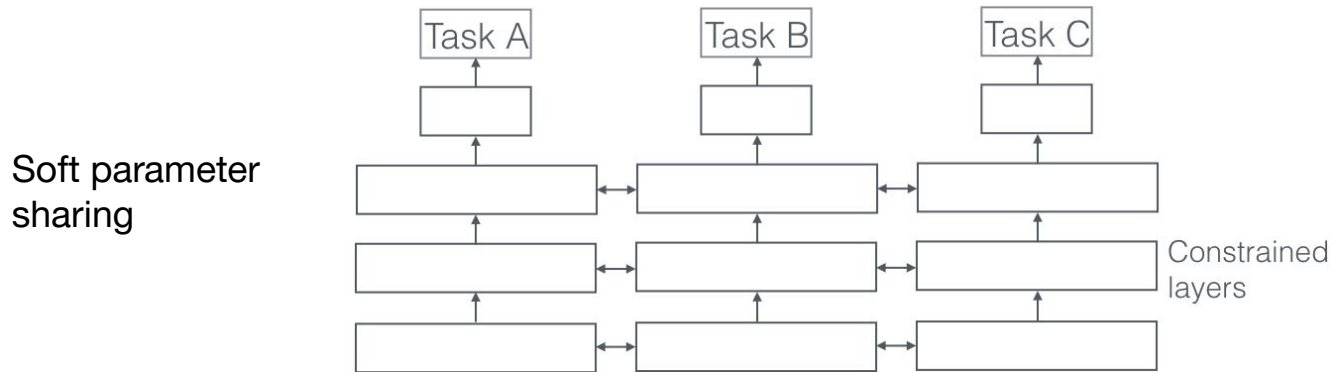 Task A
Task B
Task C
Soft parameter
sharing
Constrained
layers